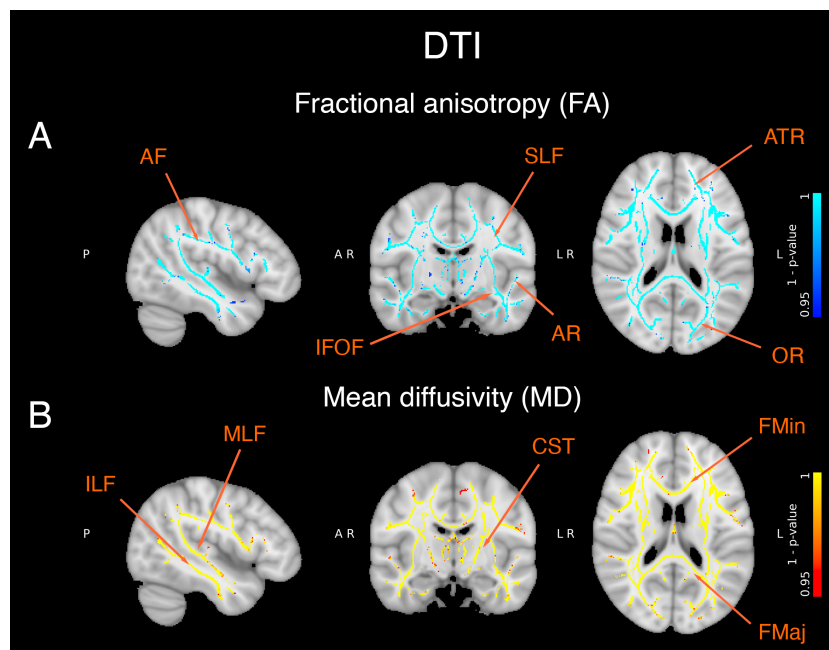 DTI
Fractional anisotropy (FA)
A
AF
SLF
ATR
P
A R
L R
L
1
1 - p-value
0.95
IFOF
AR
OR
Mean diffusivity (MD)
B
MLF
CST
FMin
ILF
P
A R
L R
L
1
1 - p-value
0.95
FMaj